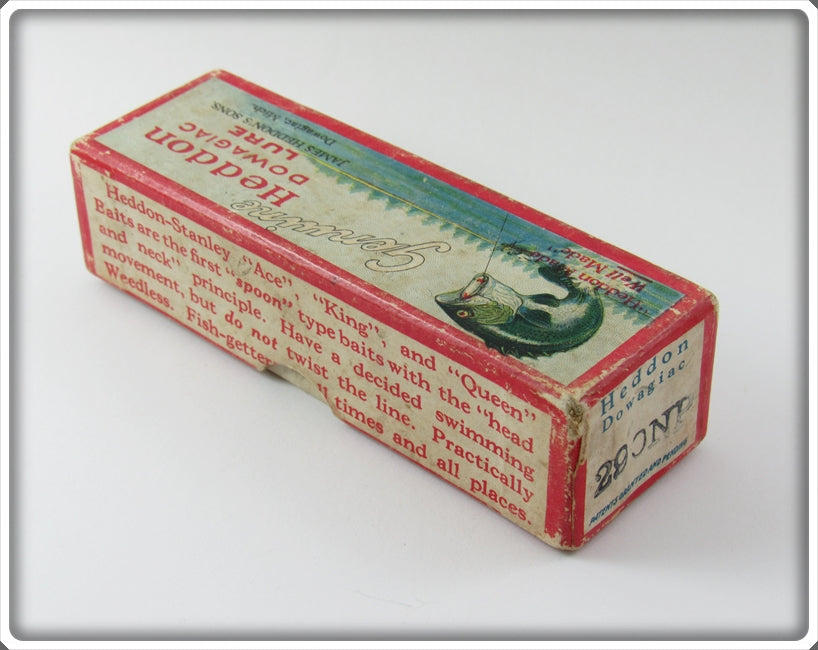 Genuine
Heddon
DOWAGIAC
LURE
JAMES HEDDON'S SONS
Dowagiac, Mich.
"Heddon Made—
Well Made"
Heddon-Stanley "Ace", "King", and "Queen"
Baits are the first "spoon" type baits with the "head
and neck" principle. Have a decided swimming
movement, but do not twist the line. Practically
Weedless. Fish-getter times and all places.
Heddon
Dowagiac
PATENTS GRANTED AND PENDING